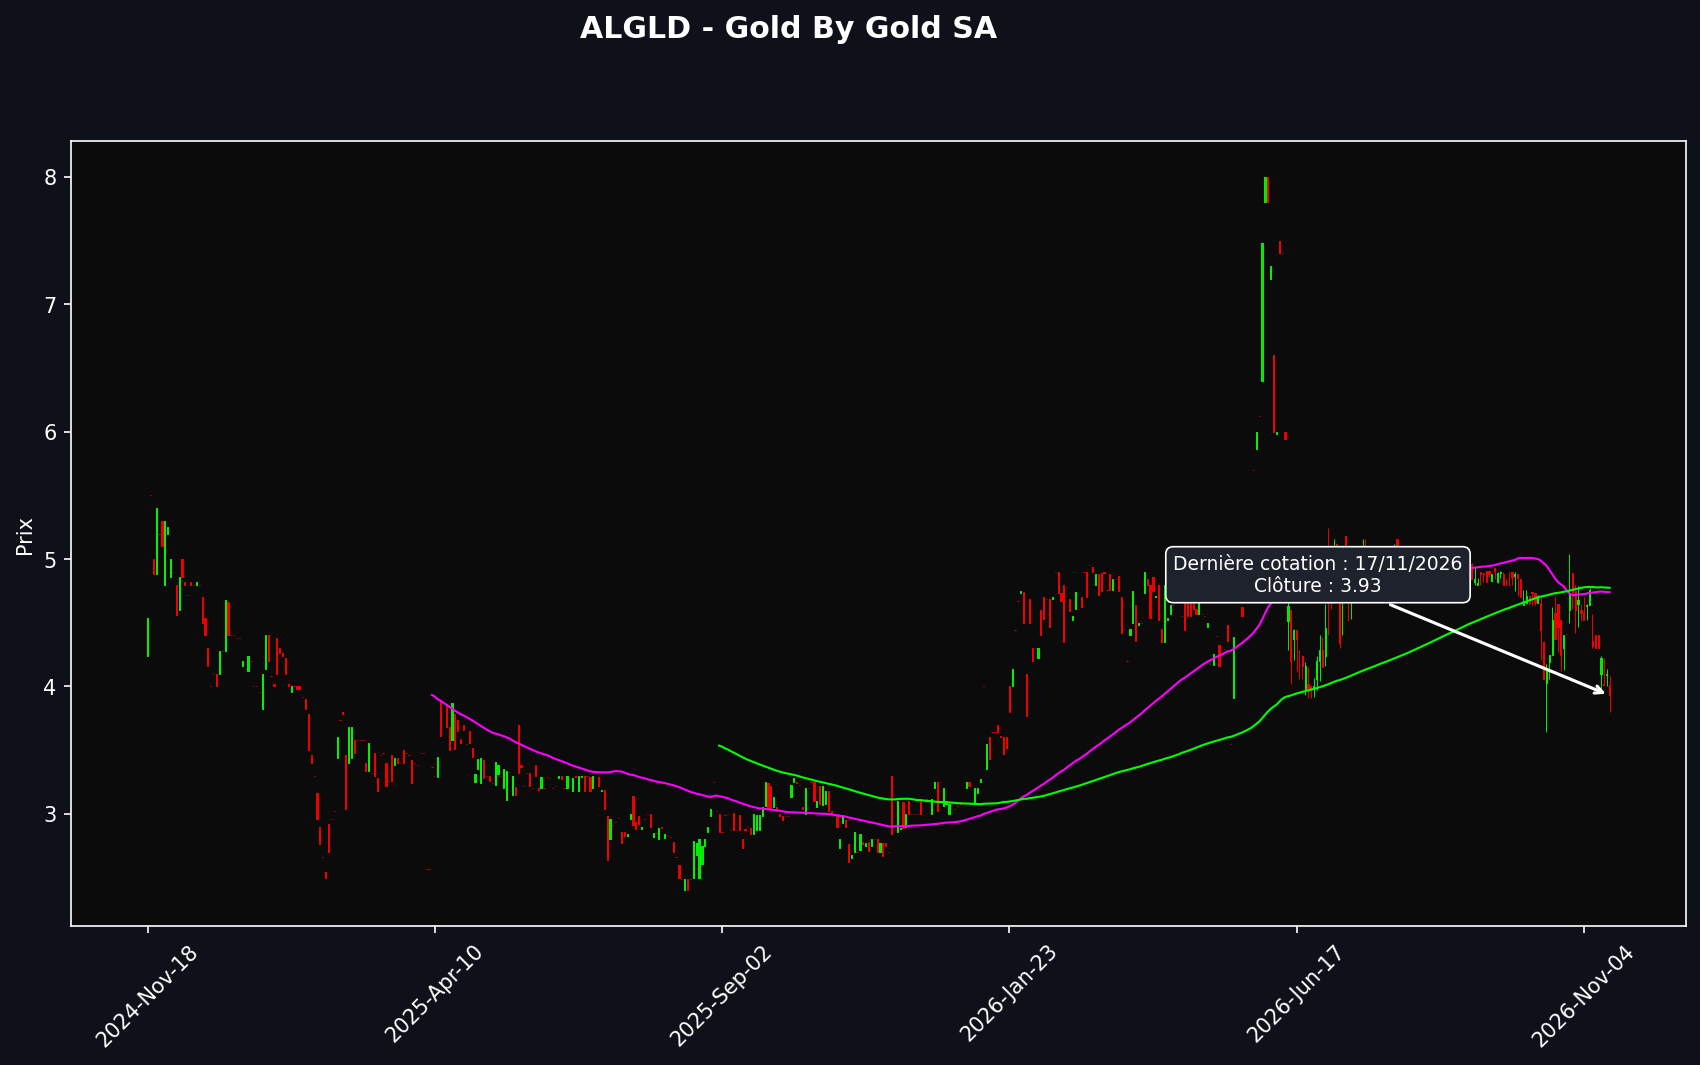 ALGLD - Gold By Gold SA
Prix
8
7
6
5
4
3
Dernière cotation : 17/11/2026
Clôture : 3.93
2024-Nov-18
2025-Apr-10
2025-Sep-02
2026-Jan-23
2026-Jun-17
2026-Nov-04